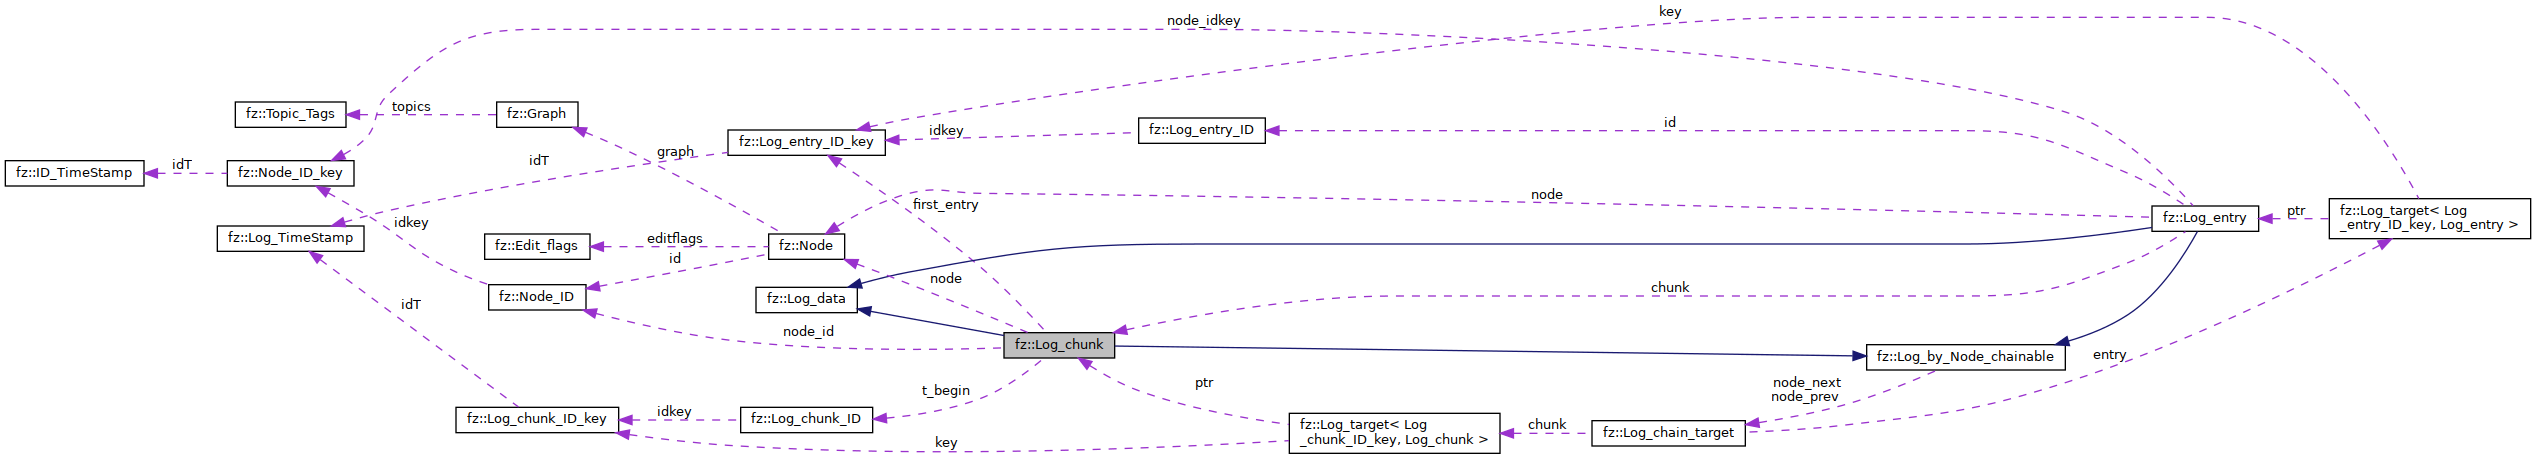 node_idkey
key
fz::Topic_Tags
topics
fz::Graph
fz::Log_entry_ID_key
idkey
fz::Log_entry_ID
id
fz::ID_TimeStamp
idT
fz::Node_ID_key
idT
graph
fz::Log_TimeStamp
idkey
first_entry
node
fz::Log_entry
ptr
fz::Log_target< Log
_entry_ID_key, Log_entry >
fz::Edit_flags
editflags
id
fz::Node
fz::Node_ID
fz::Log_data
node
chunk
idT
node_id
fz::Log_chunk
fz::Log_by_Node_chainable
entry
node_next
node_prev
ptr
t_begin
fz::Log_chunk_ID_key
idkey
fz::Log_chunk_ID
key
fz::Log_target< Log
_chunk_ID_key, Log_chunk >
chunk
fz::Log_chain_target